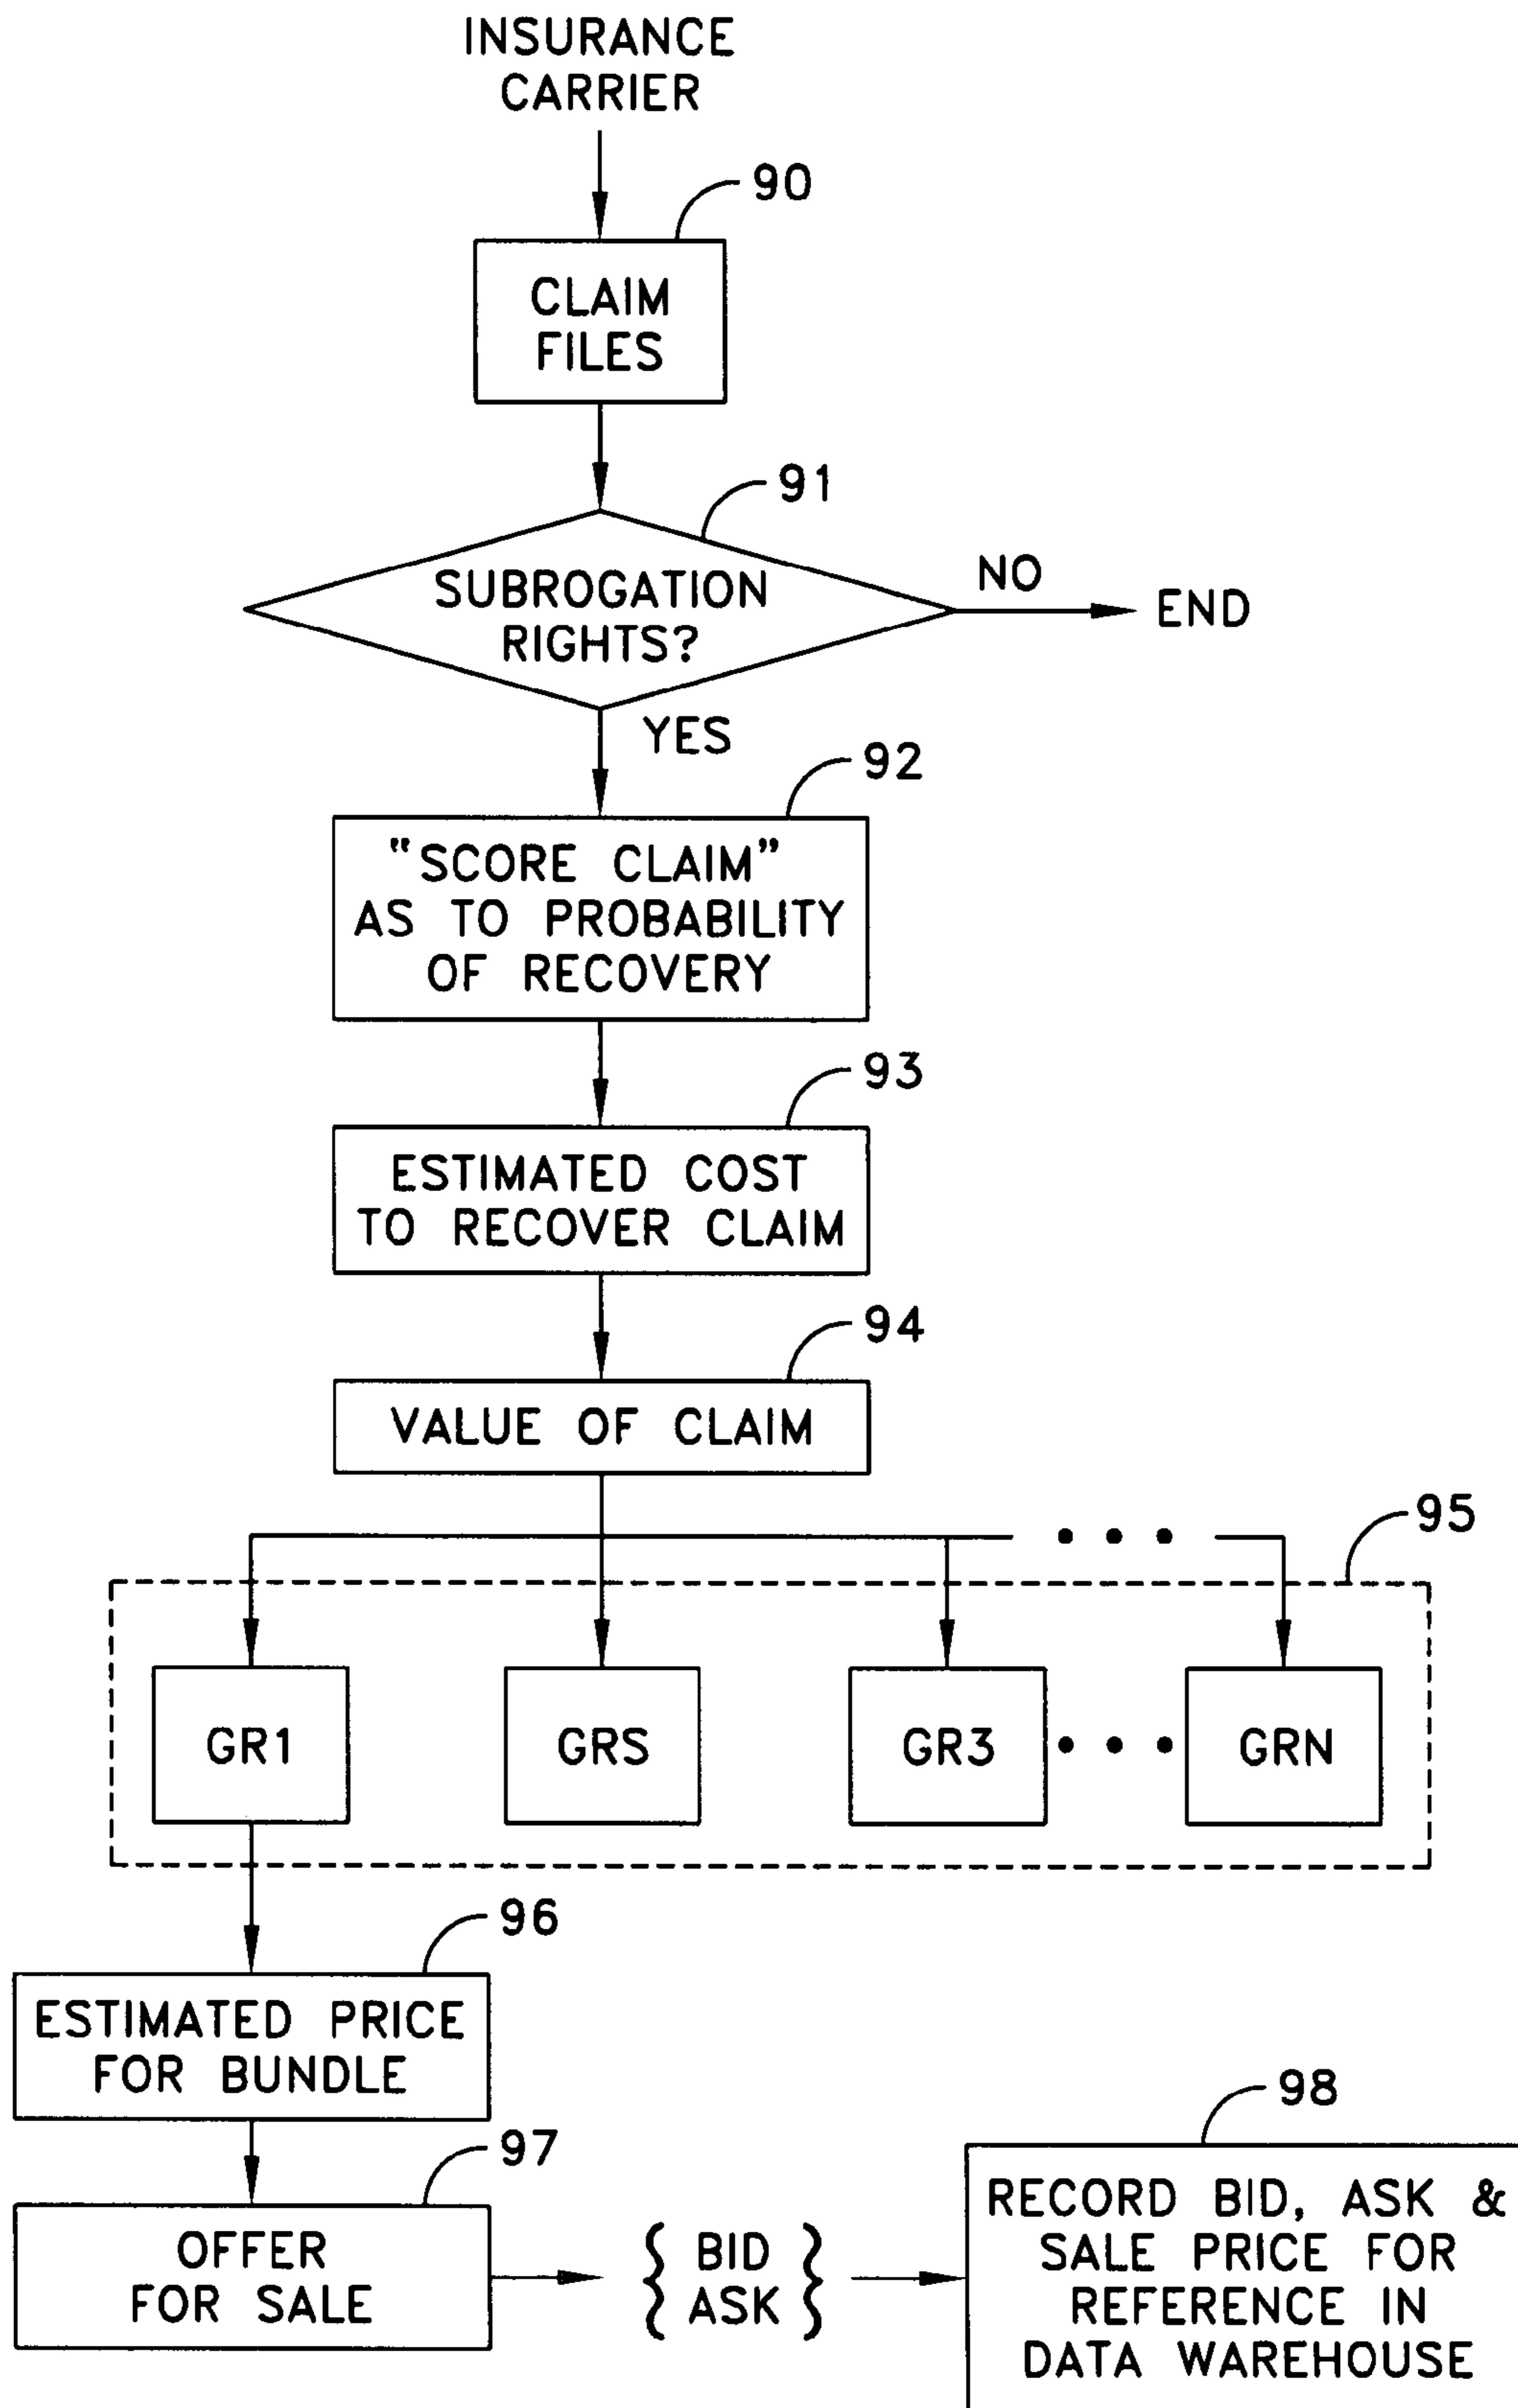 INSURANCE
CARRIER
90
CLAIM
FILES
91
SUBROGATION
RIGHTS?
NO
END
YES
92
"SCORE CLAIM"
AS TO PROBABILITY
OF RECOVERY
93
ESTIMATED COST
TO RECOVER CLAIM
94
VALUE OF CLAIM
95
GR1 GRS GR3 GRN
96
ESTIMATED PRICE
FOR BUNDLE
97
OFFER
FOR SALE
BID
ASK
98
RECORD BID, ASK &
SALE PRICE FOR
REFERENCE IN
DATA WAREHOUSE